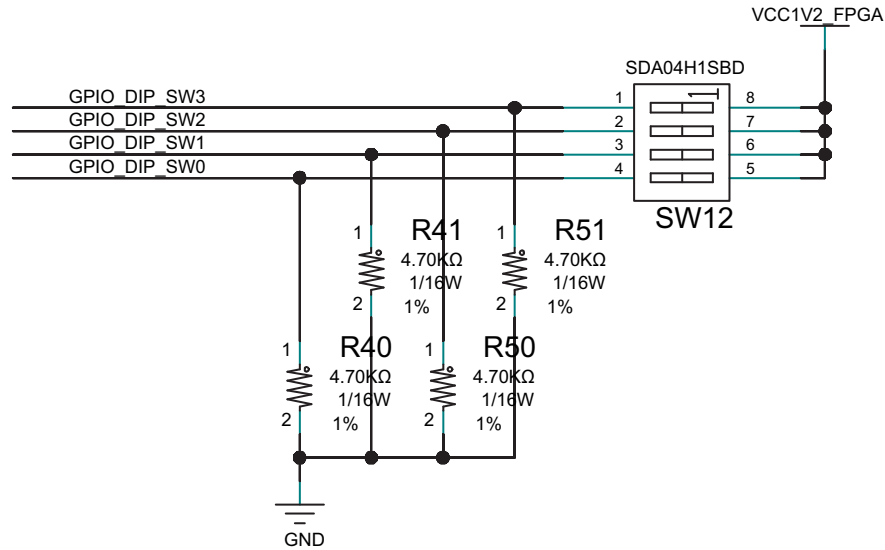 VCC1V2_FPGA
SDA04H1SBD
GPIO_DIP_SW3
1
8
GPIO_DIP_SW2
2
7
GPIO_DIP_SW1
3
6
GPIO_DIP_SW0
4
5
1
SW12
1
R41
4.70KΩ
1/16W
2
1%
1
R51
4.70KΩ
1/16W
2
1%
1
R40
4.70KΩ
1/16W
2
1%
1
R50
4.70KΩ
1/16W
2
1%
GND